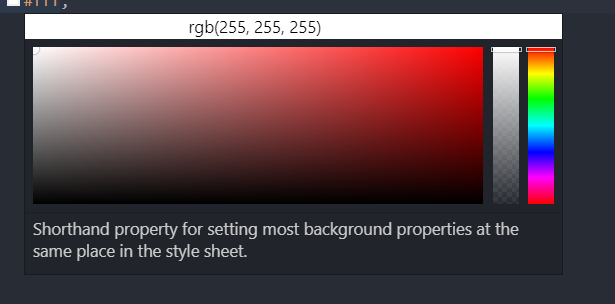 #fff;
rgb(255, 255, 255)
Shorthand property for setting most background properties at the
same place in the style sheet.